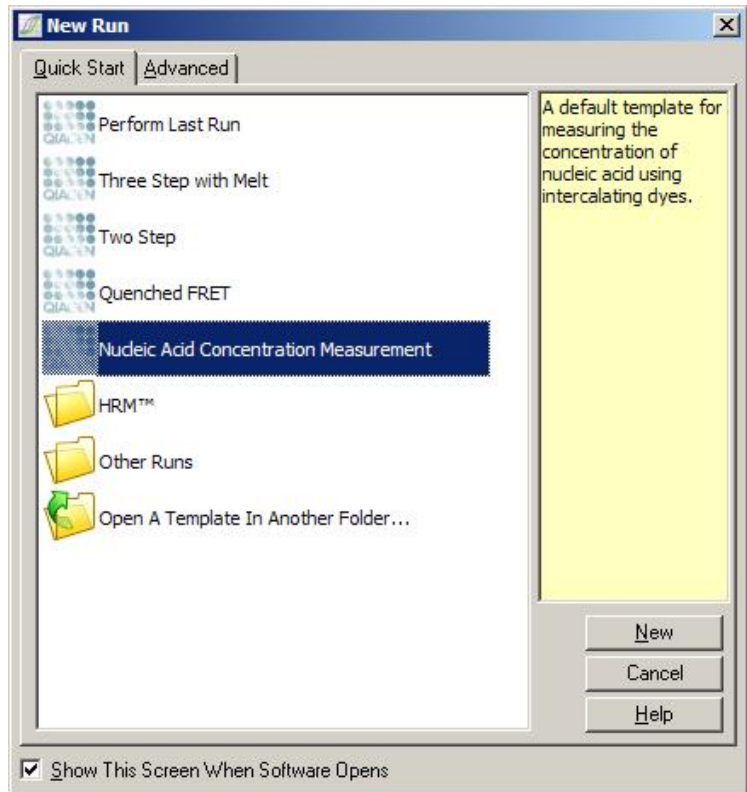 New Run
Quick Start
Advanced
Perform Last Run
Three Step with Melt
Two Step
Quenched FRET
Nucleic Acid Concentration Measurement
HRM™
Other Runs
Open A Template In Another Folder...
A default template for
measuring the
concentration of
nucleic acid using
intercalating dyes.
New
Cancel
Help
Show This Screen When Software Opens